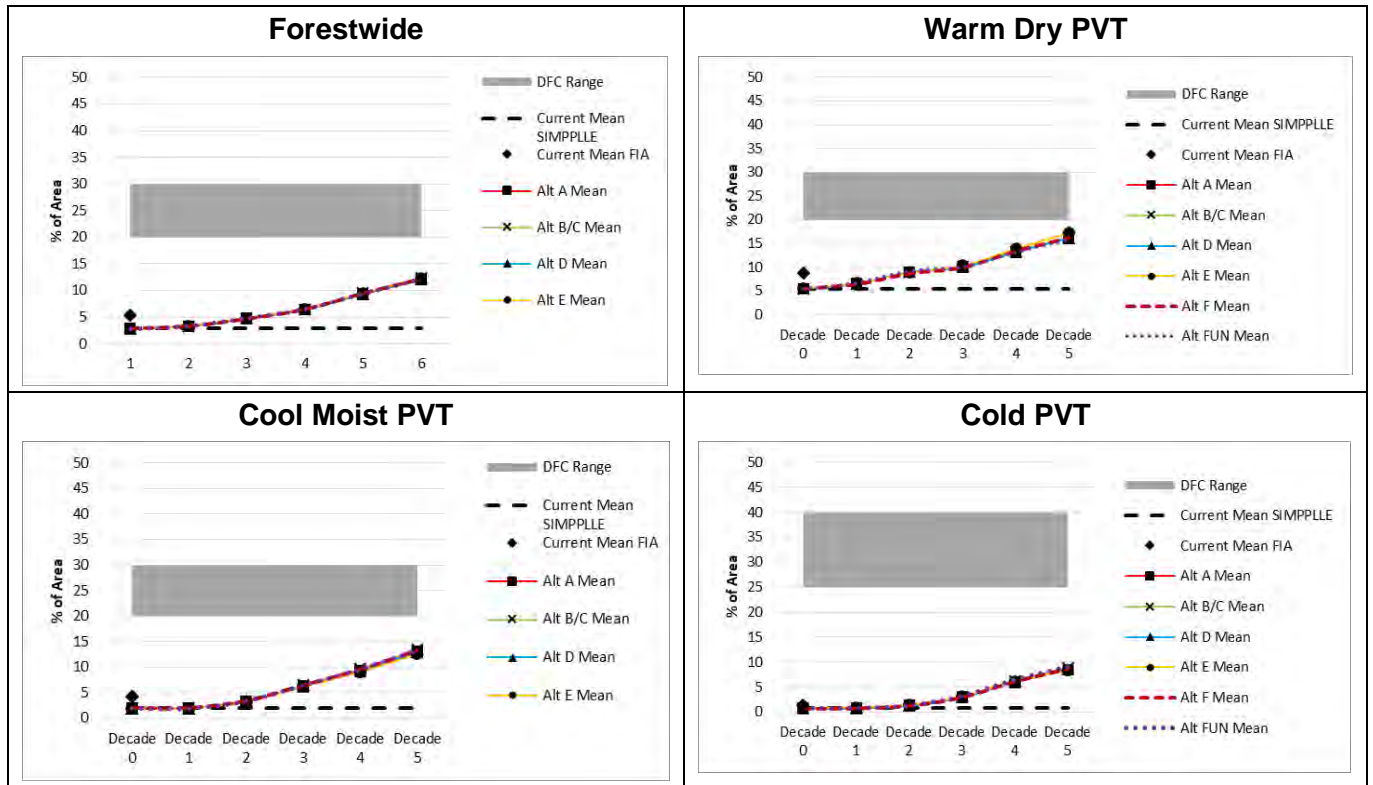 Forestwide
50
45
40
35
30
25
20
15
10
5
0
% of Area
1 2 3 4 5 6
DFC Range
Current Mean
SIMPPLLE
Current Mean FIA
Alt A Mean
Alt B/C Mean
Alt D Mean
Alt E Mean
Warm Dry PVT
50
45
40
35
30
25
20
15
10
5
0
% of Area
Decade Decade Decade Decade Decade Decade
0 1 2 3 4 5
DFC Range
Current Mean SIMPPLLE
Current Mean FIA
Alt A Mean
Alt B/C Mean
Alt D Mean
Alt E Mean
Alt F Mean
Alt FUN Mean
Cool Moist PVT
50
45
40
35
30
25
20
15
10
5
0
% of Area
Decade Decade Decade Decade Decade Decade
0 1 2 3 4 5
DFC Range
Current Mean
SIMPPLLE
Current Mean FIA
Alt A Mean
Alt B/C Mean
Alt D Mean
Alt E Mean
Cold PVT
50
45
40
35
30
25
20
15
10
5
0
% of Area
Decade Decade Decade Decade Decade Decade
0 1 2 3 4 5
DFC Range
Current Mean SIMPPLLE
Current Mean FIA
Alt A Mean
Alt B/C Mean
Alt D Mean
Alt E Mean
Alt F Mean
Alt FUN Mean